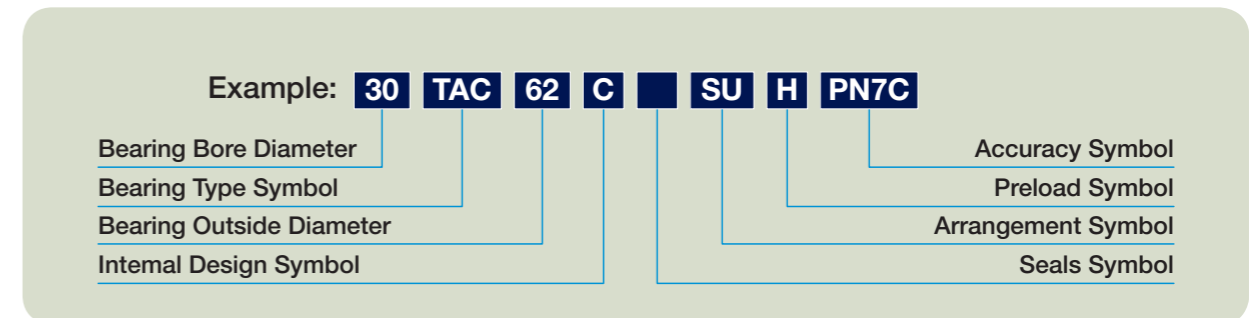 Example: 30 TAC 62 C SU H PN7C
Bearing Bore Diameter Accuracy Symbol
Bearing Type Symbol Preload Symbol
Bearing Outside Diameter Arrangement Symbol
Internal Design Symbol Seals Symbol